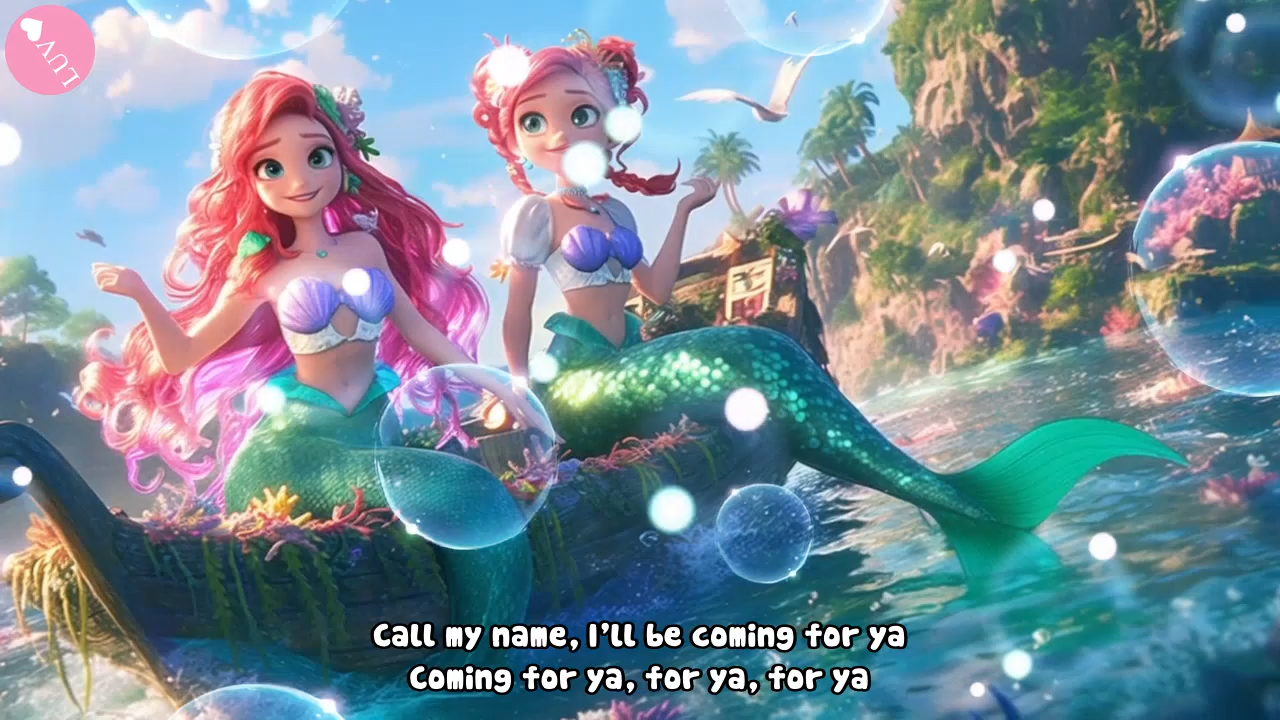 LUV
Call my name, I'll be coming for ya
Coming for ya, for ya, for ya